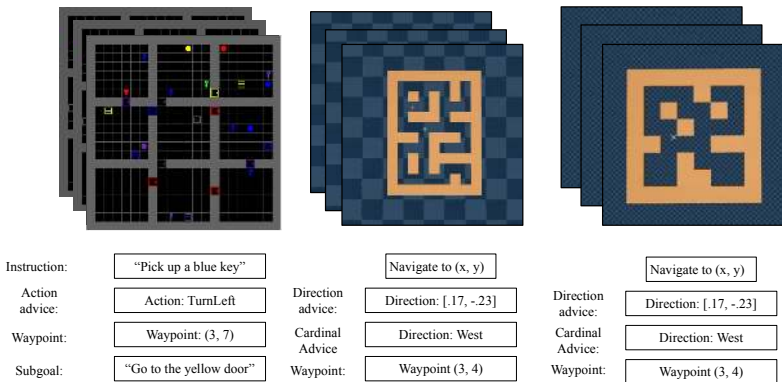 Instruction:
"Pick up a blue key"
Action
advice:
Action: TurnLeft
Waypoint:
Waypoint: (3, 7)
Subgoal:
"Go to the yellow door"
Navigate to (x, y)
Direction
advice:
Direction: [.17, -.23]
Cardinal
Advice
Direction: West
Waypoint:
Waypoint (3, 4)
Navigate to (x, y)
Direction
advice:
Direction: [.17, -.23]
Cardinal
Advice:
Direction: West
Waypoint:
Waypoint (3, 4)